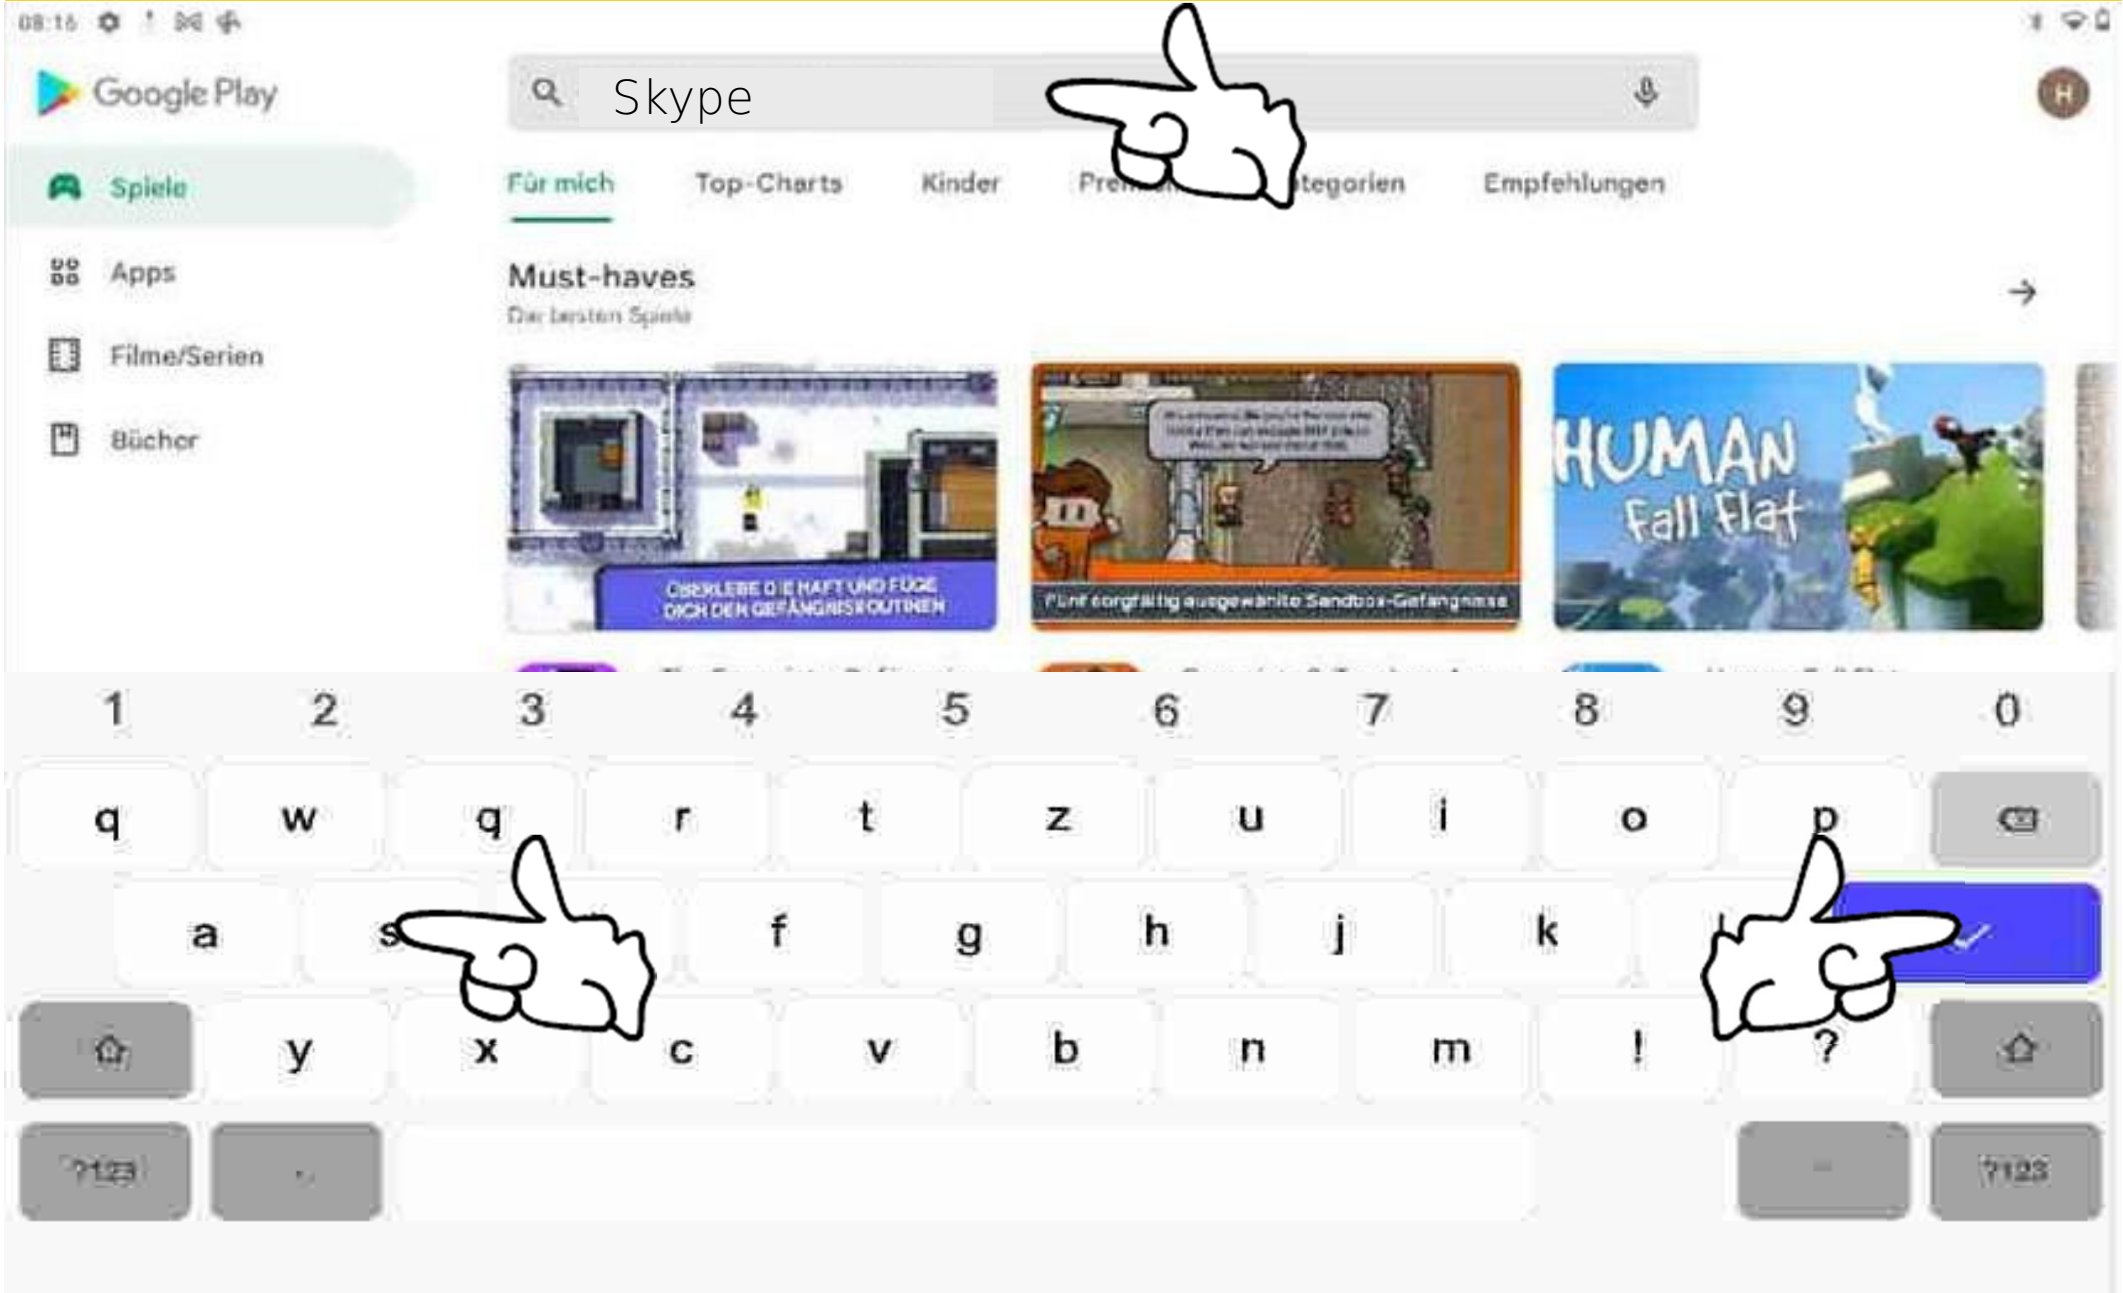 08:16
Google Play
Skype
H
Spiele
Für mich
Top-Charts
Kinder
tegorien
Empfehlungen
Apps
Must-haves
Die besten Spiele
Filme/Serien
Bücher
HUMAN
Fall Flat
ÜBERLEBE DIE HAFT UND FÜGE
DICH DEN GEFÄNGNISROUTINEN
Fünf sorgfältig ausgewählte Sandbox-Gefängnisse
1 2 3 4 5 6 7 8 9 0
q w q r t z u i o p
a s f g h j k
y x c v b n m ! ?
?123 ?123